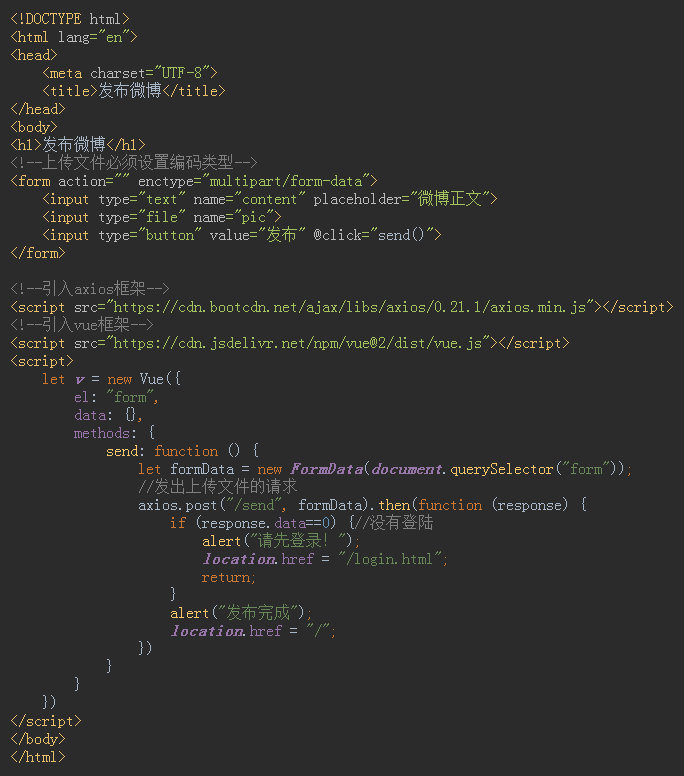 <!DOCTYPE html>
<html lang="en">
<head>
    <meta charset="UTF-8">
    <title>发布微博</title>
</head>
<body>
<h1>发布微博</h1>
<!--上传文件必须设置编码类型-->
<form action="" enctype="multipart/form-data">
    <input type="text" name="content" placeholder="微博正文">
    <input type="file" name="pic">
    <input type="button" value="发布" @click="send()">
</form>

<!--引入axios框架-->
<script src="https://cdn.bootcdn.net/ajax/libs/axios/0.21.1/axios.min.js"></script>
<!--引入vue框架-->
<script src="https://cdn.jsdelivr.net/npm/vue@2/dist/vue.js"></script>
<script>
    let v = new Vue({
        el: "form",
        data: {},
        methods: {
            send: function () {
                let formData = new FormData(document.querySelector("form"));
                //发出上传文件的请求
                axios.post("/send", formData).then(function (response) {
                    if (response.data==0) {//没有登陆
                        alert("请先登录! ");
                        location.href = "/login.html";
                        return;
                    }
                    alert("发布完成");
                    location.href = "/";
                })
            }
        }
    })
</script>
</body>
</html>